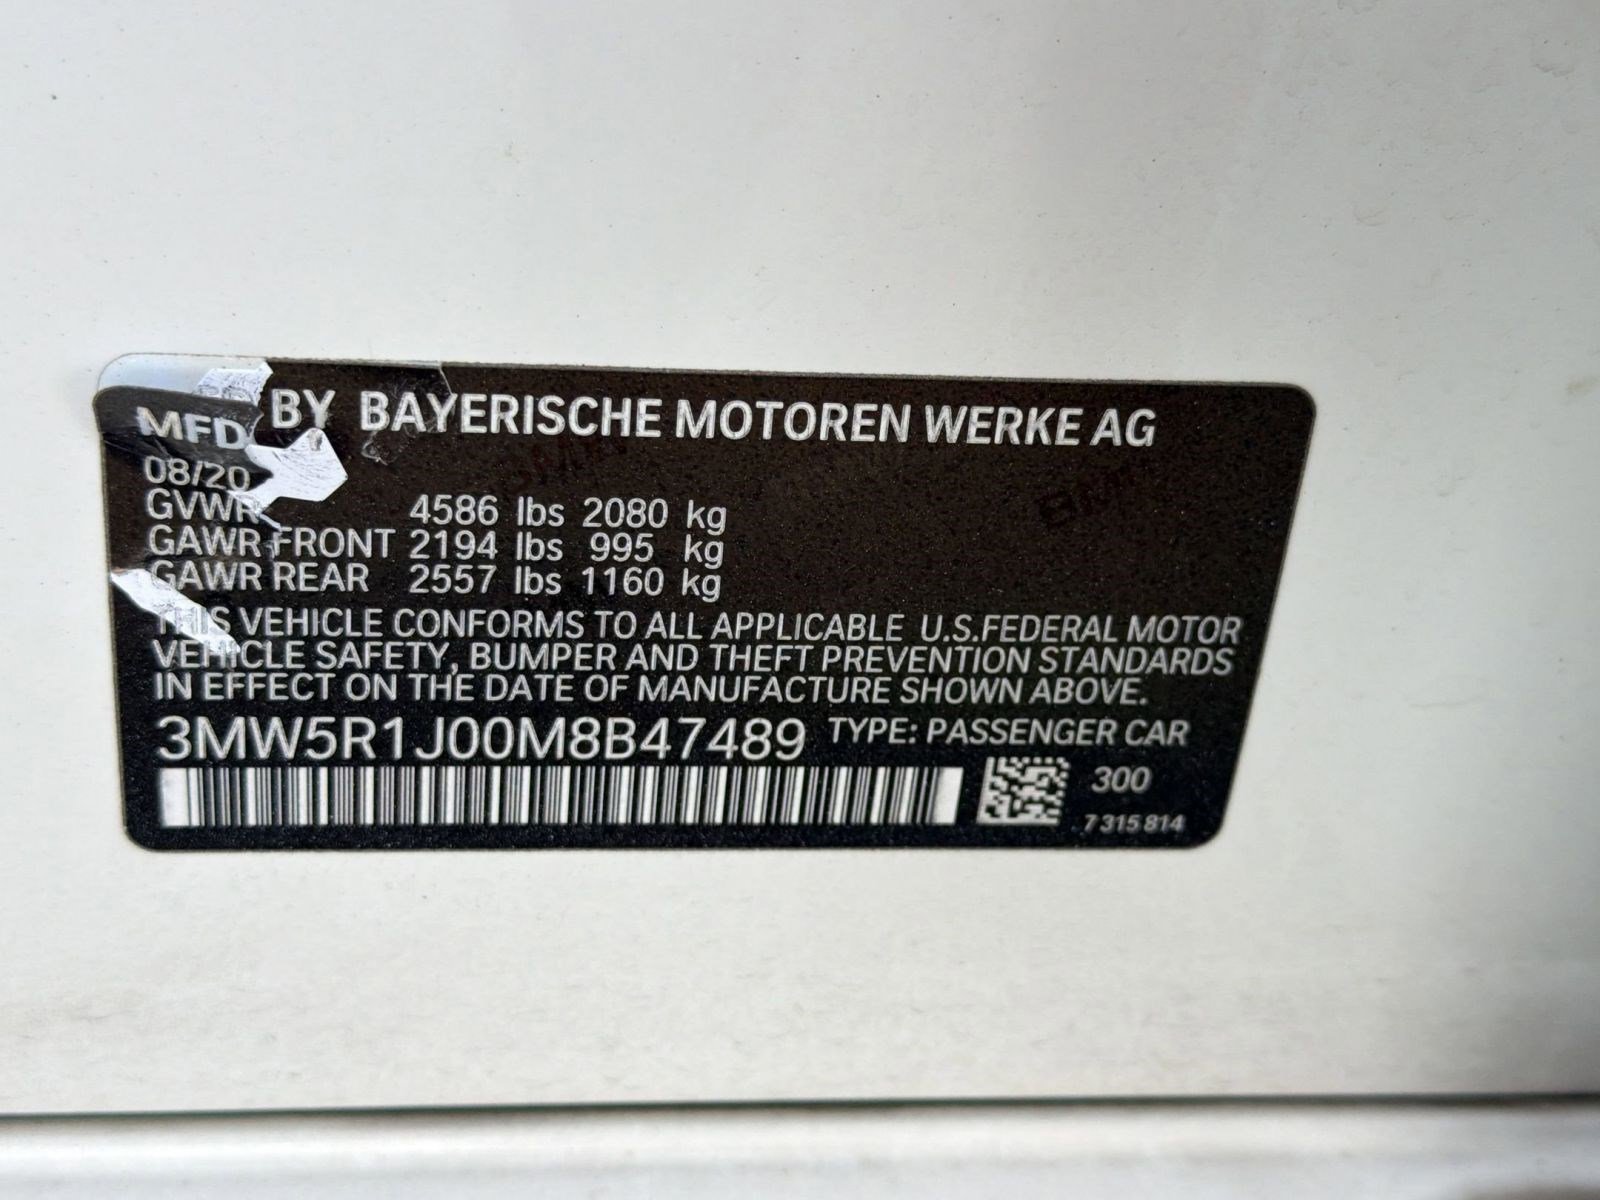 MFD BY BAYERISCHE MOTOREN WERKE AG
08/20
GVWR 4586 lbs 2080 kg
GAWR FRONT 2194 lbs 995 kg
GAWR REAR 2557 lbs 1160 kg
THIS VEHICLE CONFORMS TO ALL APPLICABLE U.S.FEDERAL MOTOR
VEHICLE SAFETY, BUMPER AND THEFT PREVENTION STANDARDS
IN EFFECT ON THE DATE OF MANUFACTURE SHOWN ABOVE.
3MW5R1J00M8B47489 TYPE: PASSENGER CAR
300
7 315 814